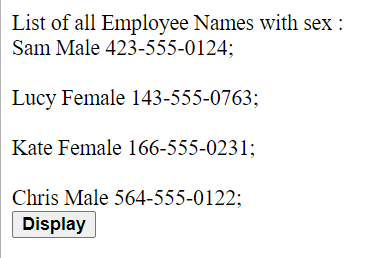 List of all Employee Names with sex :
Sam Male 423-555-0124;
Lucy Female 143-555-0763;
Kate Female 166-555-0231;
Chris Male 564-555-0122;
Display